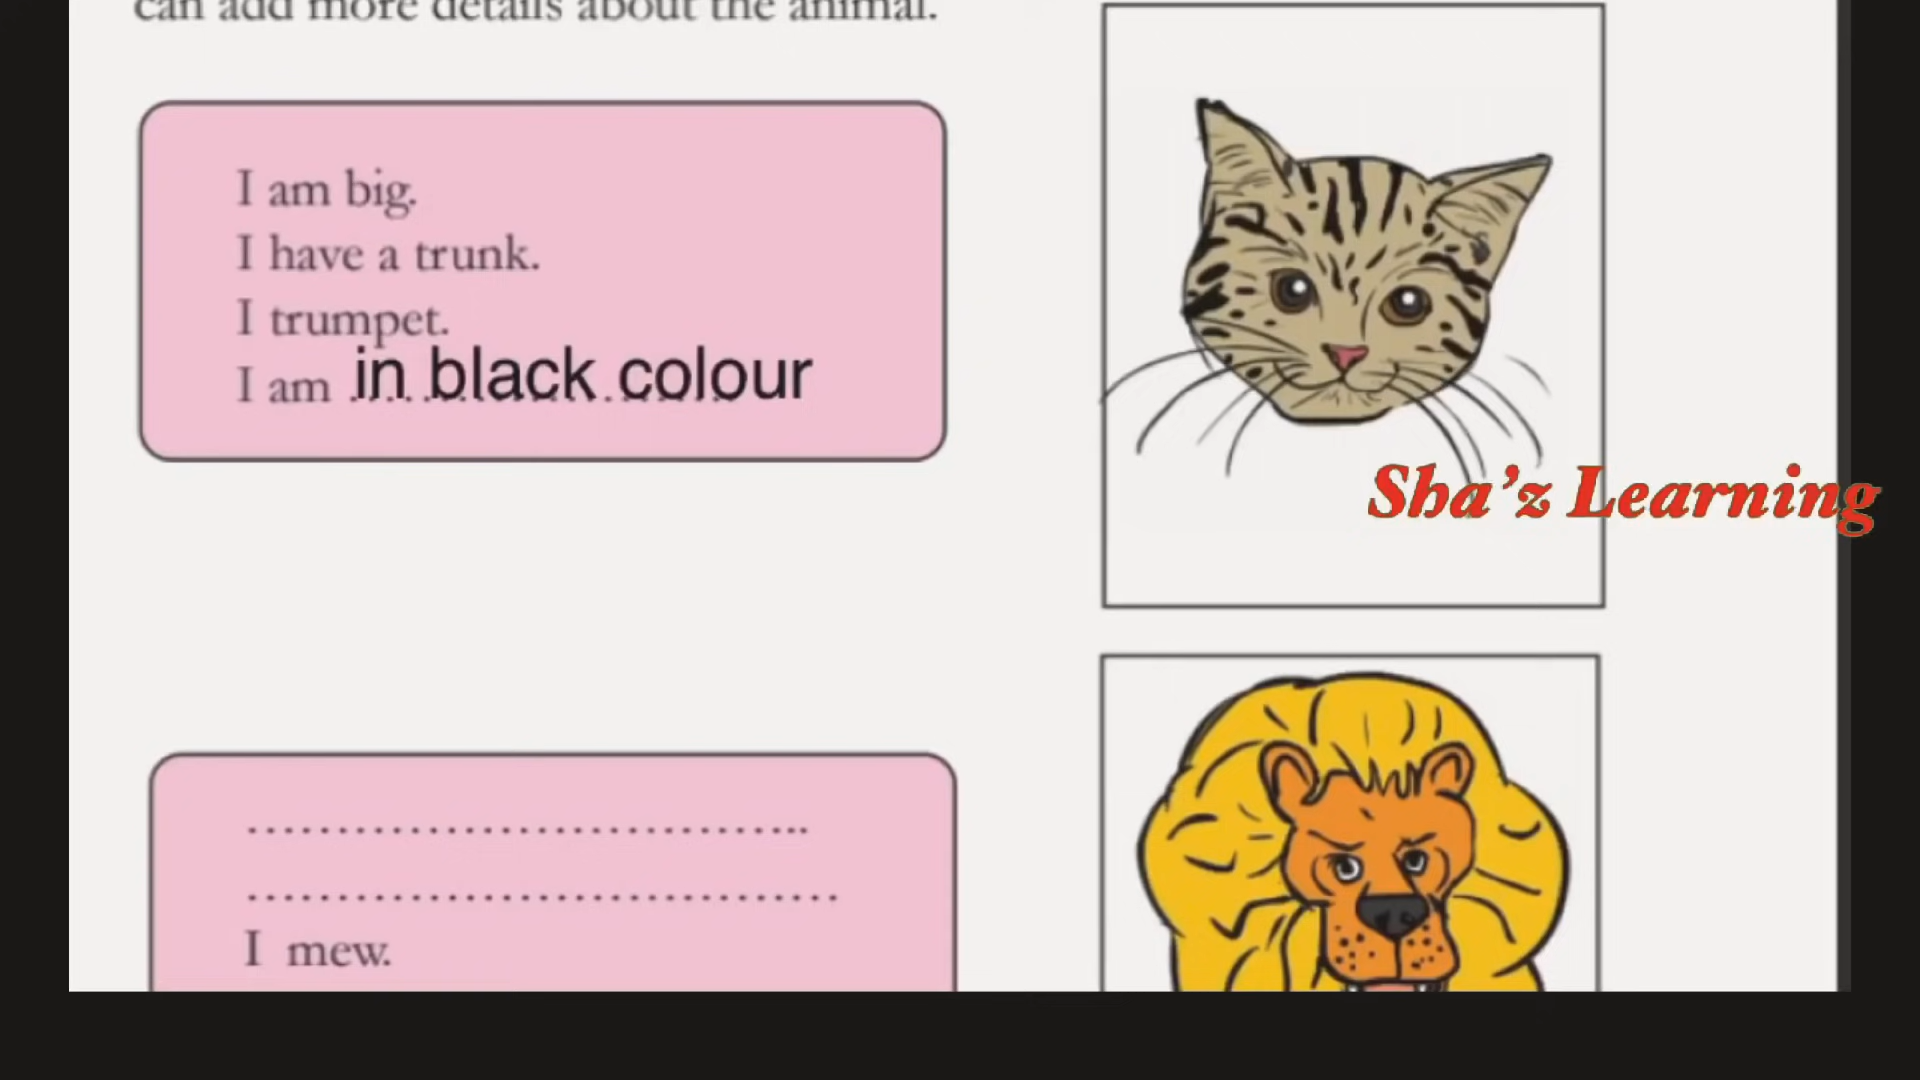 can add more details about the animal.
I am big.
I have a trunk.
I trumpet.
I am in black colour
Sha'z Learning
.................................
.................................
I mew.